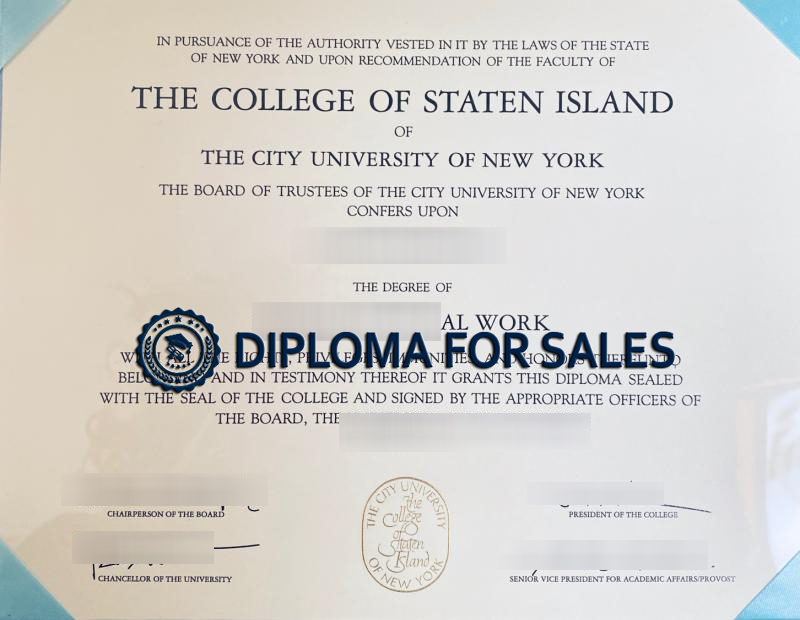 IN PURSUANCE OF THE AUTHORITY VESTED IN IT BY THE LAWS OF THE STATE
OF NEW YORK AND UPON RECOMMENDATION OF THE FACULTY OF
THE COLLEGE OF STATEN ISLAND
OF
THE CITY UNIVERSITY OF NEW YORK
THE BOARD OF TRUSTEES OF THE CITY UNIVERSITY OF NEW YORK
CONFERS UPON
THE DEGREE OF
AL WORK
DIPLOMA FOR SALES
AND IN TESTIMONY THEREOF IT GRANTS THIS DIPLOMA SEALED
WITH THE SEAL OF THE COLLEGE AND SIGNED BY THE APPROPRIATE OFFICERS OF
THE BOARD, THE
CHAIRPERSON OF THE BOARD
PRESIDENT OF THE COLLEGE
CHANCELLOR OF THE UNIVERSITY
SENIOR VICE PRESIDENT FOR ACADEMIC AFFAIRS/PROVOST
THE CITY UNIVERSITY
OF NEW YORK
The
College
of
Staten
Island